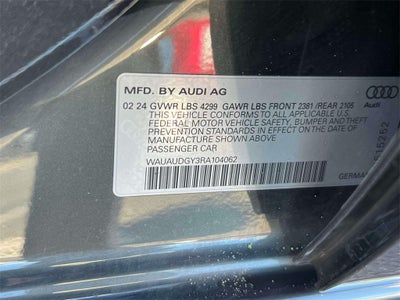 MFD. BY AUDI AG
02 24 GVWR LBS 4299 GAWR LBS FRONT 2381 /REAR 2105
THIS VEHICLE CONFORMS TO ALL APPLICABLE U.S.
FEDERAL MOTOR VEHICLE SAFETY, BUMPER AND THEFT
PREVENTION STANDARDS IN EFFECT ON THE DATE OF
MANUFACTURE SHOWN ABOVE
PASSENGER CAR
WAUAUDGY3RA104062
Audi
GERMAN